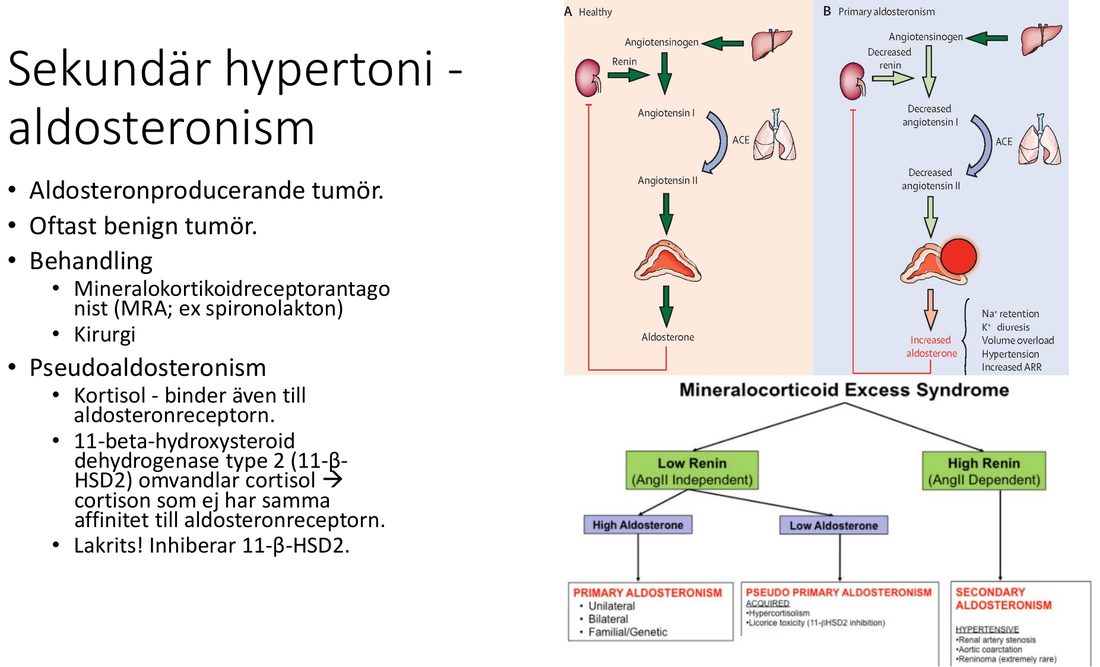 Sekundär hypertoni -
aldosteronism
• Aldosteronproducerande tumör.
• Oftast benign tumör.
• Behandling
• Mineralokortikoidreceptorantago
nist (MRA; ex spironolakton)
• Kirurgi
• Pseudoaldosteronism
• Kortisol - binder även till
aldosteronreceptorn.
• 11-beta-hydroxysteroid
dehydrogenase type 2 (11-β-
HSD2) omvandlar cortisol →
cortison som ej har samma
affinitet till aldosteronreceptorn.
• Lakrits! Inhiberar 11-β-HSD2.
A Healthy
Angiotensinogen
Renin
Angiotensin I
ACE
Angiotensin II
Aldosterone
B Primary aldosteronism
Angiotensinogen
Decreased
renin
Decreased
angiotensin I
ACE
Decreased
angiotensin II
Increased
aldosterone
Na⁺ retention
K⁺ diuresis
Volume overload
Hypertension
Increased ARR
Mineralocorticoid Excess Syndrome
Low Renin
(AngII Independent)
High Renin
(AngII Dependent)
High Aldosterone
Low Aldosterone
PRIMARY ALDOSTERONISM
• Unilateral
• Bilateral
• Familial/Genetic
PSEUDO PRIMARY ALDOSTERONISM
ACQUIRED
•Hypercortisolism
•Licorice toxicity (11-βHSD2 inhibition)
SECONDARY
ALDOSTERONISM
HYPERTENSIVE
•Renal artery stenosis
•Aortic coarctation
•Reninoma (extremely rare)